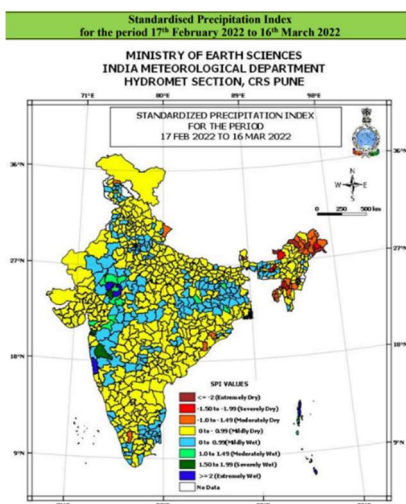 Standardised Precipitation Index
for the period 17th February 2022 to 16th March 2022
MINISTRY OF EARTH SCIENCES
INDIA METEOROLOGICAL DEPARTMENT
HYDROMET SECTION, CRS PUNE
71°E 80°E 89°E 98°E
STANDARDIZED PRECIPITATION INDEX
FOR THE PERIOD
17 FEB 2022 TO 16 MAR 2022
36°N 36°N
N
W E
S
0 250 500 km
27°N 27°N
18°N 18°N
9°N 9°N
SPI VALUES
<= -2 (Extremely Dry)
-1.50 to -1.99 (Severely Dry)
-1.0 to -1.49 (Moderately Dry)
0 to -0.99 (Mildly Dry)
0 to 0.99 (Mildly Wet)
1.0 to 1.49 (Moderately Wet)
1.50 to 1.99 (Severely Wet)
>=2 (Extremely Wet)
No Data